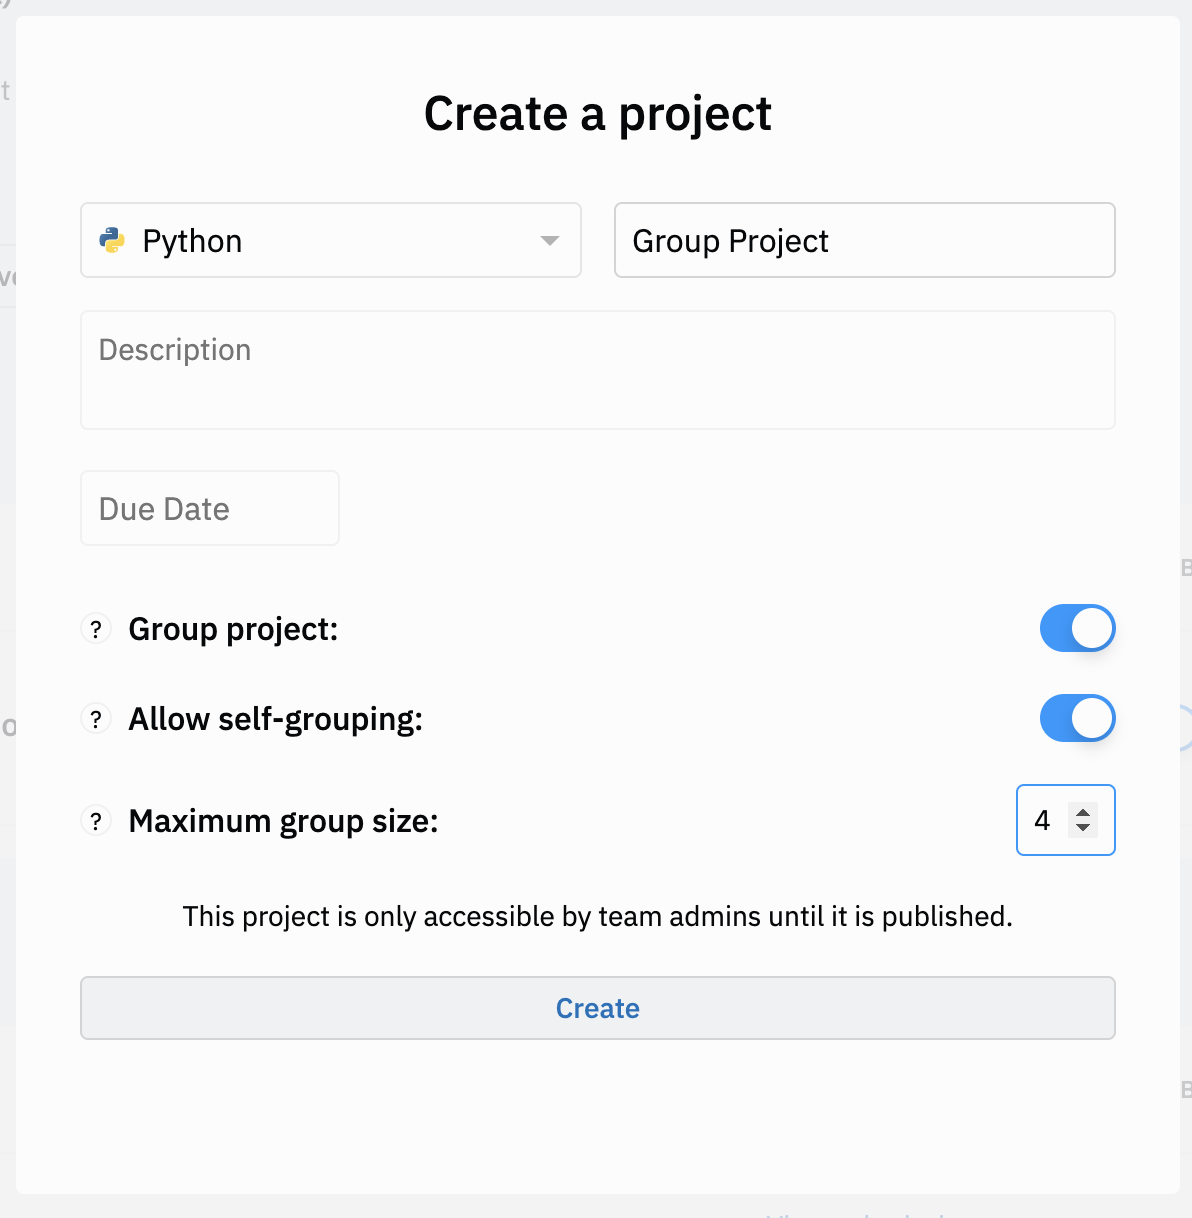 Create a project
Python
Group Project
Description
Due Date
? Group project:
? Allow self-grouping:
? Maximum group size: 4
This project is only accessible by team admins until it is published.
Create